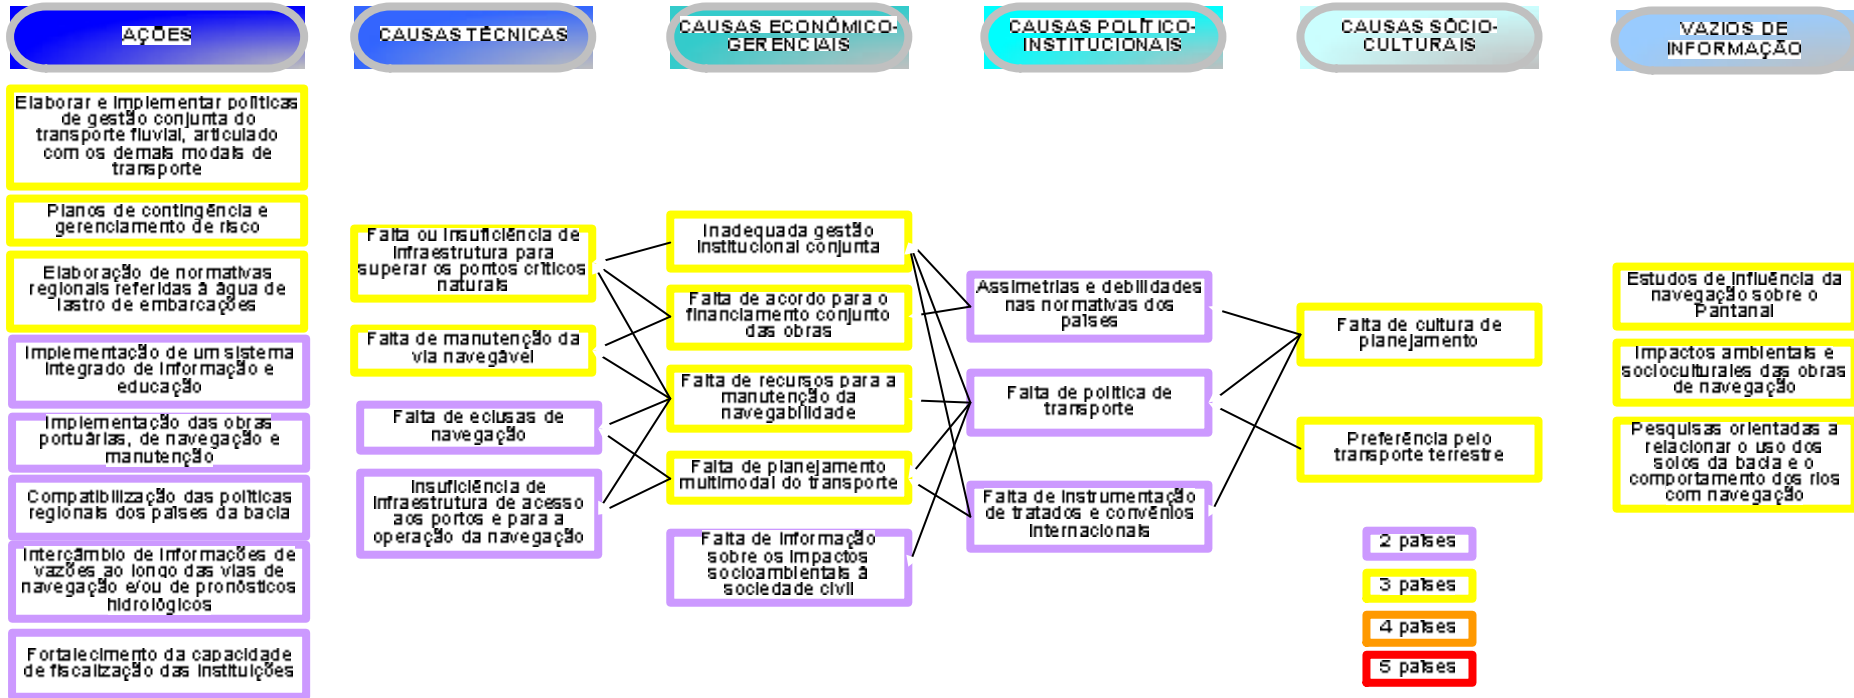 AÇÕES
Elaborar e implementar políticas
de gestão conjunta do
transporte fluvial, articulado
com os demais modais de
transporte
Planos de contingência e
gerenciamento de risco
Elaboração de normativas
regionais referidas à água de
lastro de embarcações
Implementação de um sistema
integrado de informação e
educação
Implementação das obras
portuárias, de navegação e
manutenção
Compatibilização das políticas
regionais dos países da bacia
Intercâmbio de informações de
vazões ao longo das vias de
navegação e/ou de pronósticos
hidrológicos
Fortalecimento da capacidade
de fiscalização das instituições
CAUSAS TÉCNICAS
Falta ou insuficiência de
infraestrutura para
superar os pontos críticos
naturais
Falta de manutenção da
via navegável
Falta de eclusas de
navegação
Insuficiência de
infraestrutura de acesso
aos portos e para a
operação da navegação
CAUSAS ECONÔMICO-
GERENCIAIS
Inadequada gestão
institucional conjunta
Falta de acordo para o
financiamento conjunto
das obras
Falta de recursos para a
manutenção da
navegabilidade
Falta de planejamento
multimodal do transporte
Falta de informação
sobre os impactos
socioambientais à
sociedade civil
CAUSAS POLÍTICO-
INSTITUCIONAIS
Assimetrias e debilidades
nas normativas dos
países
Falta de política de
transporte
Falta de instrumentação
de tratados e convênios
internacionais
CAUSAS SÓCIO-
CULTURAIS
Falta de cultura de
planejamento
Preferência pelo
transporte terrestre
2 países
3 países
4 países
5 países
VAZIOS DE
INFORMAÇÃO
Estudos de influência da
navegação sobre o
Pantanal
Impactos ambientais e
socioculturales das obras
de navegação
Pesquisas orientadas a
relacionar o uso dos
solos da bacia e o
comportamento dos rios
com navegação